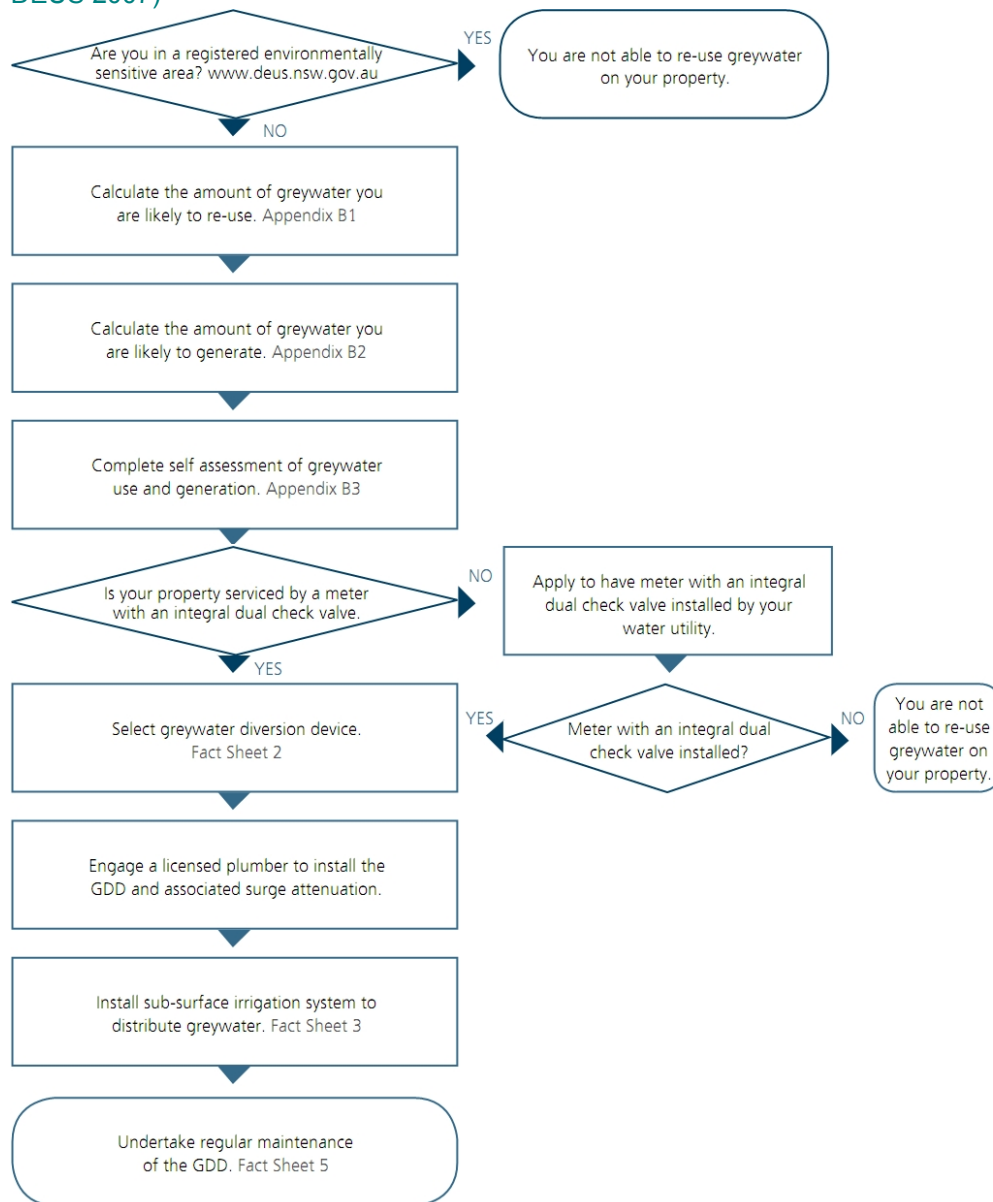 DEUS 2007)
Are you in a registered environmentally
sensitive area? www.deus.nsw.gov.au
YES
You are not able to re-use greywater
on your property.
NO
Calculate the amount of greywater you
are likely to re-use. Appendix B1
Calculate the amount of greywater you
are likely to generate. Appendix B2
Complete self assessment of greywater
use and generation. Appendix B3
Is your property serviced by a meter
with an integral dual check valve.
NO
Apply to have meter with an integral
dual check valve installed by your
water utility.
YES
Select greywater diversion device.
Fact Sheet 2
YES
Meter with an integral dual
check valve installed?
NO
You are not
able to re-use
greywater on
your property.
Engage a licensed plumber to install the
GDD and associated surge attenuation.
Install sub-surface irrigation system to
distribute greywater. Fact Sheet 3
Undertake regular maintenance
of the GDD. Fact Sheet 5